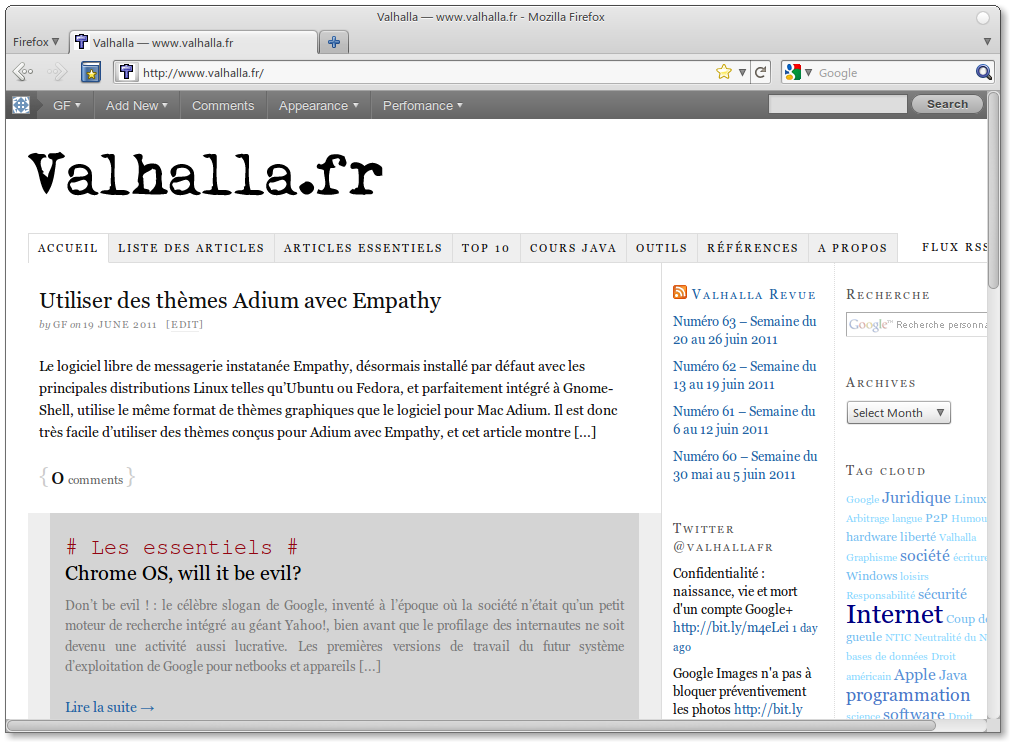 Valhalla — www.valhalla.fr - Mozilla Firefox
Firefox
Valhalla — www.valhalla.fr
http://www.valhalla.fr/
Google
GF Add New Comments Appearance Perfomance Search
Valhalla.fr
ACCUEIL LISTE DES ARTICLES ARTICLES ESSENTIELS TOP 10 COURS JAVA OUTILS RÉFÉRENCES A PROPOS FLUX RSS
Utiliser des thèmes Adium avec Empathy
by GF on 19 JUNE 2011 [EDIT]
Le logiciel libre de messagerie instatanée Empathy, désormais installé par défaut avec les
principales distributions Linux telles qu'Ubuntu ou Fedora, et parfaitement intégré à Gnome-
Shell, utilise le même format de thèmes graphiques que le logiciel pour Mac Adium. Il est donc
très facile d'utiliser des thèmes conçus pour Adium avec Empathy, et cet article montre [...]
{ 0 comments }
# Les essentiels #
Chrome OS, will it be evil?
Don't be evil ! : le célèbre slogan de Google, inventé à l'époque où la société n'était qu'un petit
moteur de recherche intégré au géant Yahoo!, bien avant que le profilage des internautes ne soit
devenu une activité aussi lucrative. Les premières versions de travail du futur système
d'exploitation de Google pour netbooks et appareils [...]
Lire la suite →
Valhalla Revue
Numéro 63 – Semaine du
20 au 26 juin 2011
Numéro 62 – Semaine du
13 au 19 juin 2011
Numéro 61 – Semaine du
6 au 12 juin 2011
Numéro 60 – Semaine du
30 mai au 5 juin 2011
Twitter
@valhallafr
Confidentialité :
naissance, vie et mort
d'un compte Google+
http://bit.ly/m4eLei 1 day
ago
Google Images n'a pas à
bloquer préventivement
les photos http://bit.ly
Recherche
Google™ Recherche personna
Archives
Select Month
Tag cloud
Google Juridique Linux
Arbitrage langue P2P Humou
hardware liberté Valhalla
Graphisme société écriture
Windows loisirs
Responsabilité sécurité
Internet Coup de
gueule NTIC Neutralité du N
bases de données Droit
américain Apple Java
programmation
science software Droit